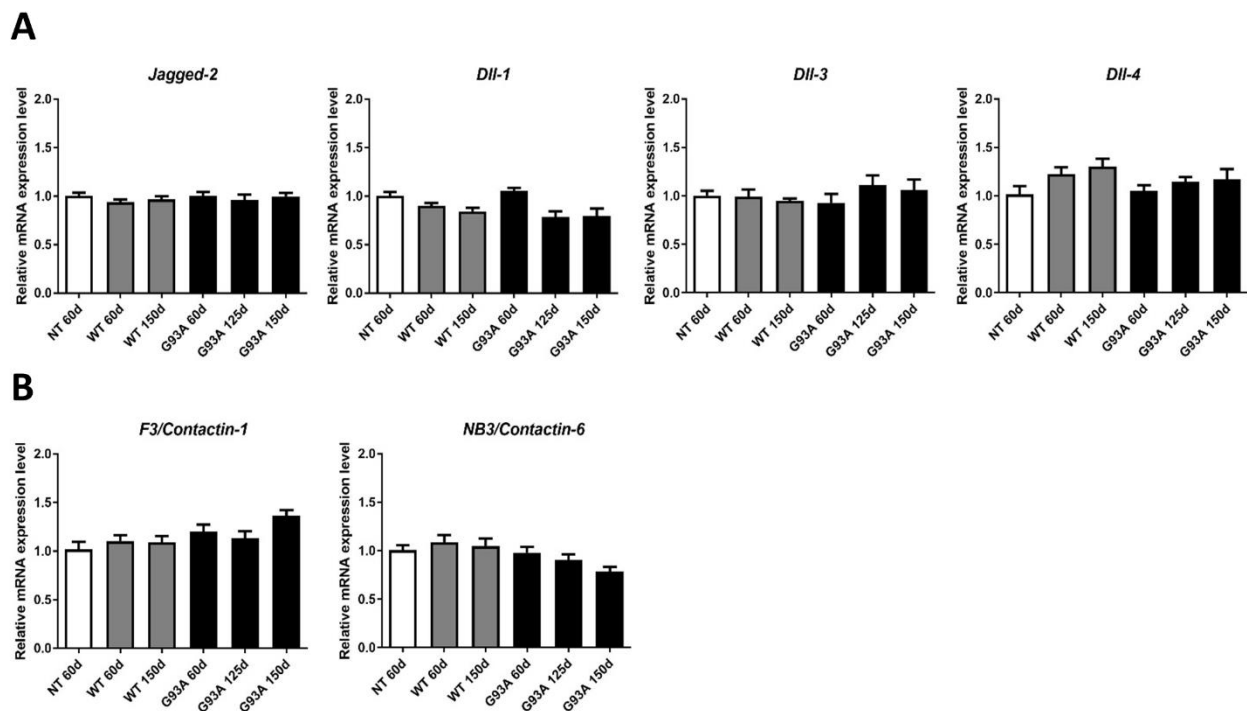 A
Jagged-2
Dll-1
Dll-3
Dll-4
Relative mRNA expression level
2.0
1.5
1.0
0.5
0.0
NT 60d
WT 60d
WT 150d
G93A 60d
G93A 125d
G93A 150d
Relative mRNA expression level
2.0
1.5
1.0
0.5
0.0
NT 60d
WT 60d
WT 150d
G93A 60d
G93A 125d
G93A 150d
Relative mRNA expression level
2.0
1.5
1.0
0.5
0.0
NT 60d
WT 60d
WT 150d
G93A 60d
G93A 125d
G93A 150d
Relative mRNA expression level
2.0
1.5
1.0
0.5
0.0
NT 60d
WT 60d
WT 150d
G93A 60d
G93A 125d
G93A 150d
B
F3/Contactin-1
NB3/Contactin-6
Relative mRNA expression level
2.0
1.5
1.0
0.5
0.0
NT 60d
WT 60d
WT 150d
G93A 60d
G93A 125d
G93A 150d
Relative mRNA expression level
2.0
1.5
1.0
0.5
0.0
NT 60d
WT 60d
WT 150d
G93A 60d
G93A 125d
G93A 150d